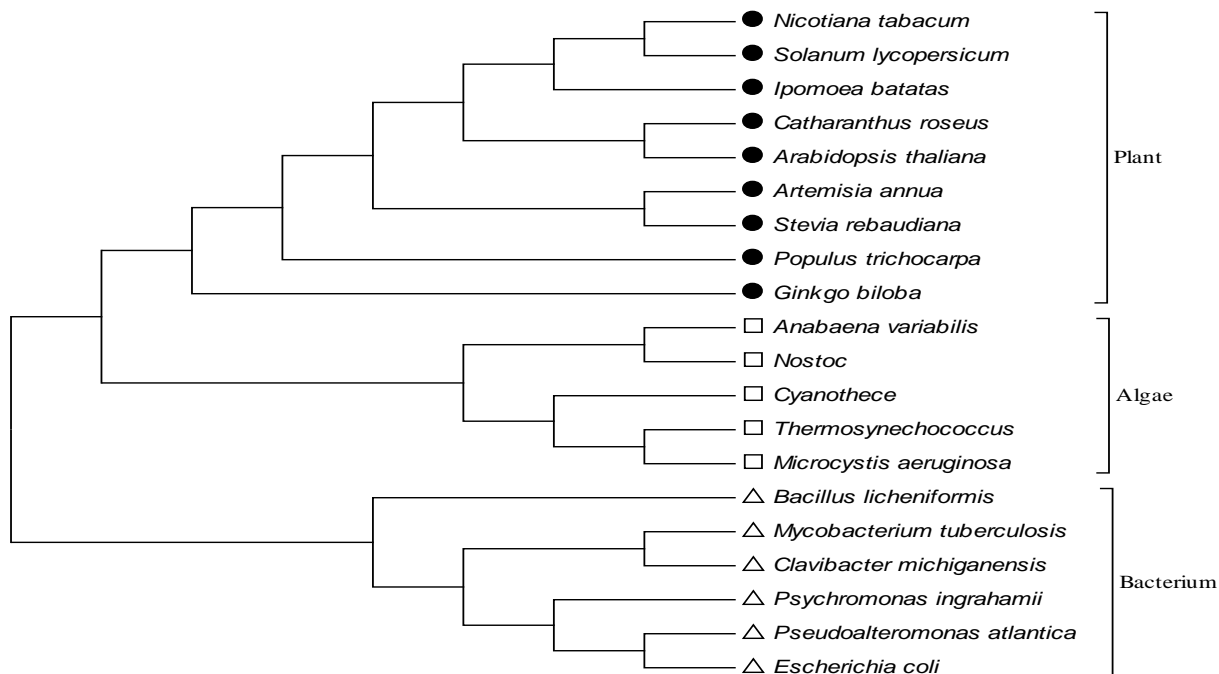 Nicotiana tabacum
Solanum lycopersicum
Ipomoea batatas
Catharanthus roseus
Arabidopsis thaliana
Artemisia annua
Stevia rebaudiana
Populus trichocarpa
Ginkgo biloba
Plant
Anabaena variabilis
Nostoc
Cyanothece
Thermosynechococcus
Microcystis aeruginosa
Algae
Bacillus licheniformis
Mycobacterium tuberculosis
Clavibacter michiganensis
Psychromonas ingrahamii
Pseudoalteromonas atlantica
Escherichia coli
Bacterium